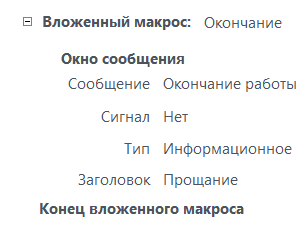 Вложенный макрос: Окончание
Окно сообщения
Сообщение Окончание работы
Сигнал Нет
Тип Информационное
Заголовок Прощание
Конец вложенного макроса